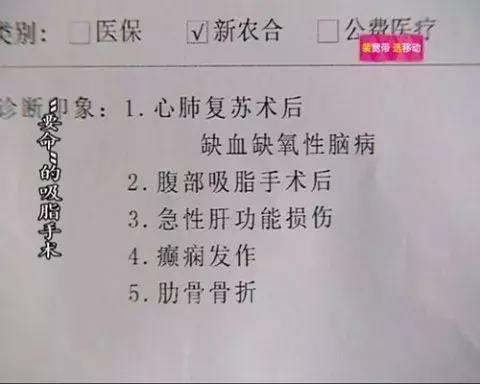 类别：□医保 ☑新农合 □公费医疗
装宽带 选移动
诊断印象：1.心肺复苏术后
缺血缺氧性脑病
2.腹部吸脂手术后
3.急性肝功能损伤
4.癫痫发作
5.肋骨骨折
“要命”的吸脂手术